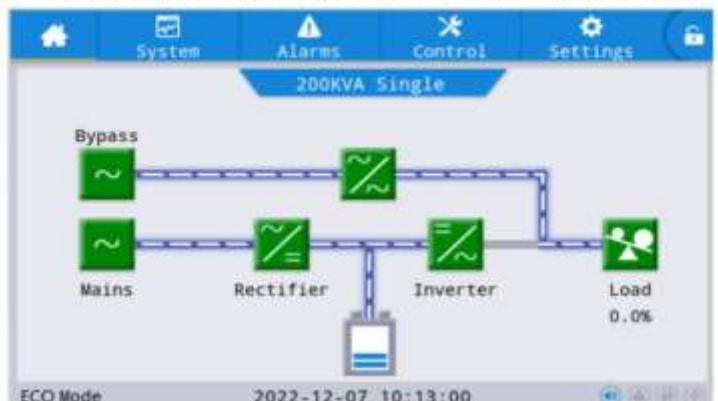 System Alarms Control Settings
200KVA Single
Bypass
Mains Rectifier Inverter Load
0.0%
ECO Mode 2022-12-07 10:13:00